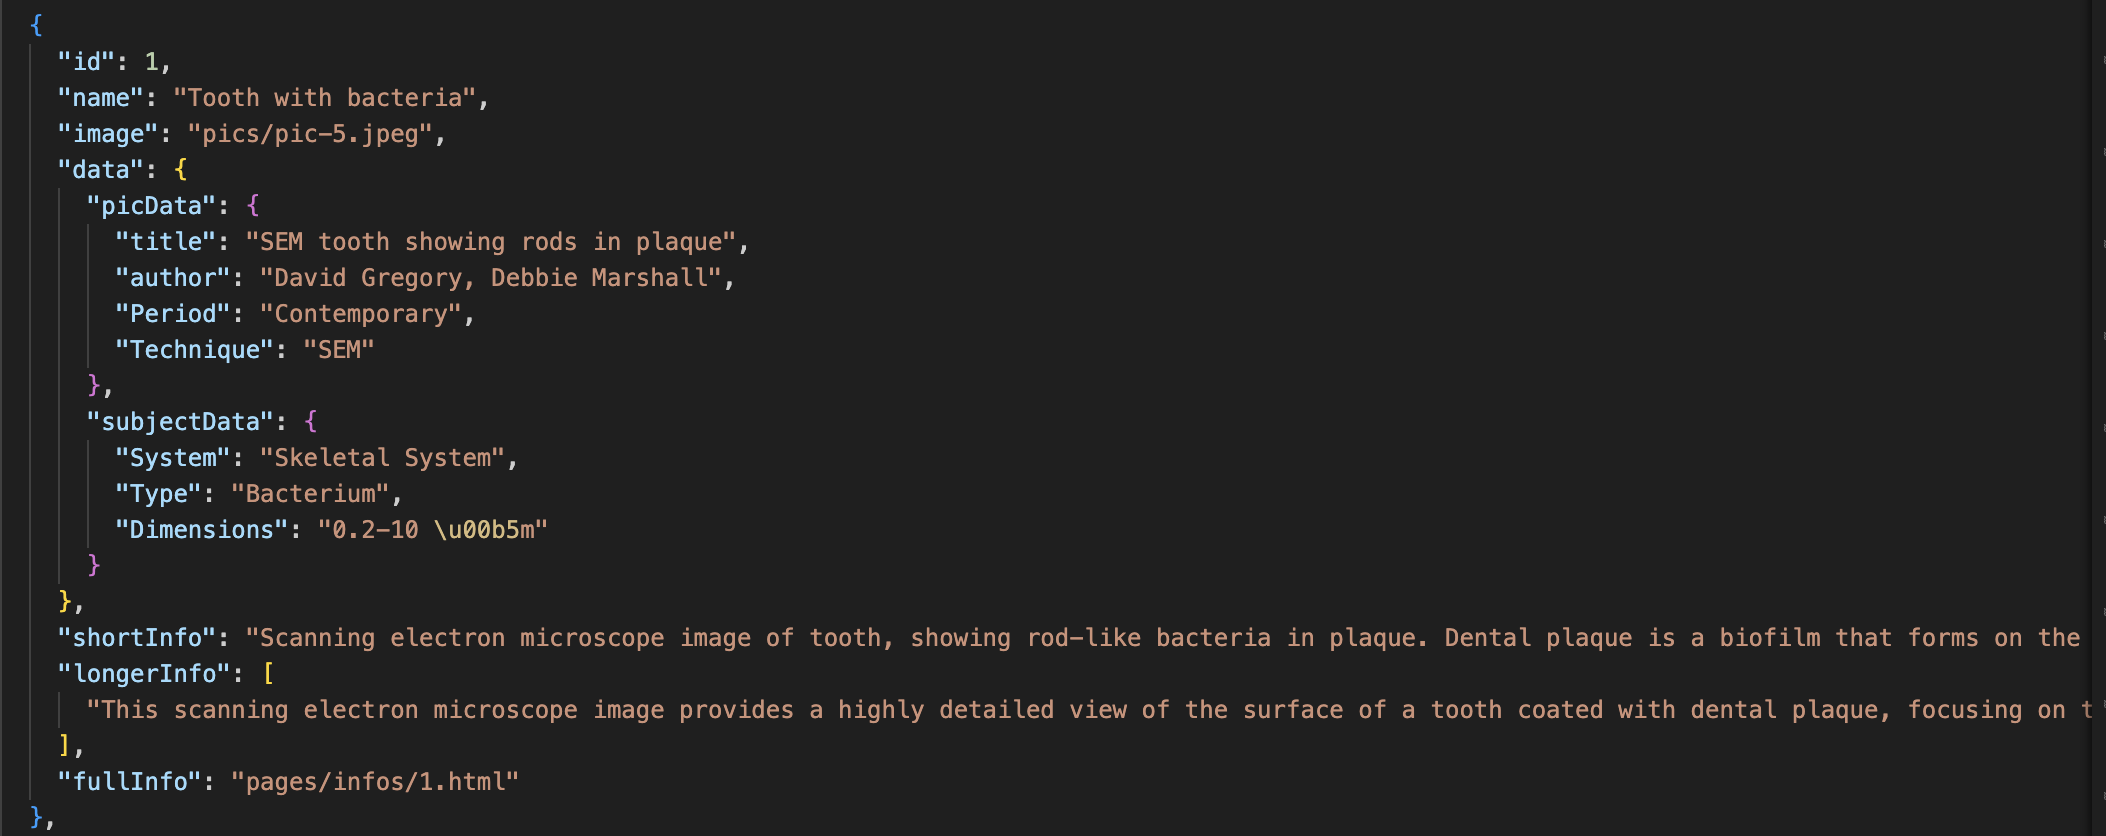 {
"id": 1,
"name": "Tooth with bacteria",
"image": "pics/pic-5.jpeg",
"data": {
"picData": {
"title": "SEM tooth showing rods in plaque",
"author": "David Gregory, Debbie Marshall",
"Period": "Contemporary",
"Technique": "SEM"
},
"subjectData": {
"System": "Skeletal System",
"Type": "Bacterium",
"Dimensions": "0.2-10 \u00b5m"
}
},
"shortInfo": "Scanning electron microscope image of tooth, showing rod-like bacteria in plaque. Dental plaque is a biofilm that forms on the
"longerInfo": [
"This scanning electron microscope image provides a highly detailed view of the surface of a tooth coated with dental plaque, focusing on
],
"fullInfo": "pages/infos/1.html"
},